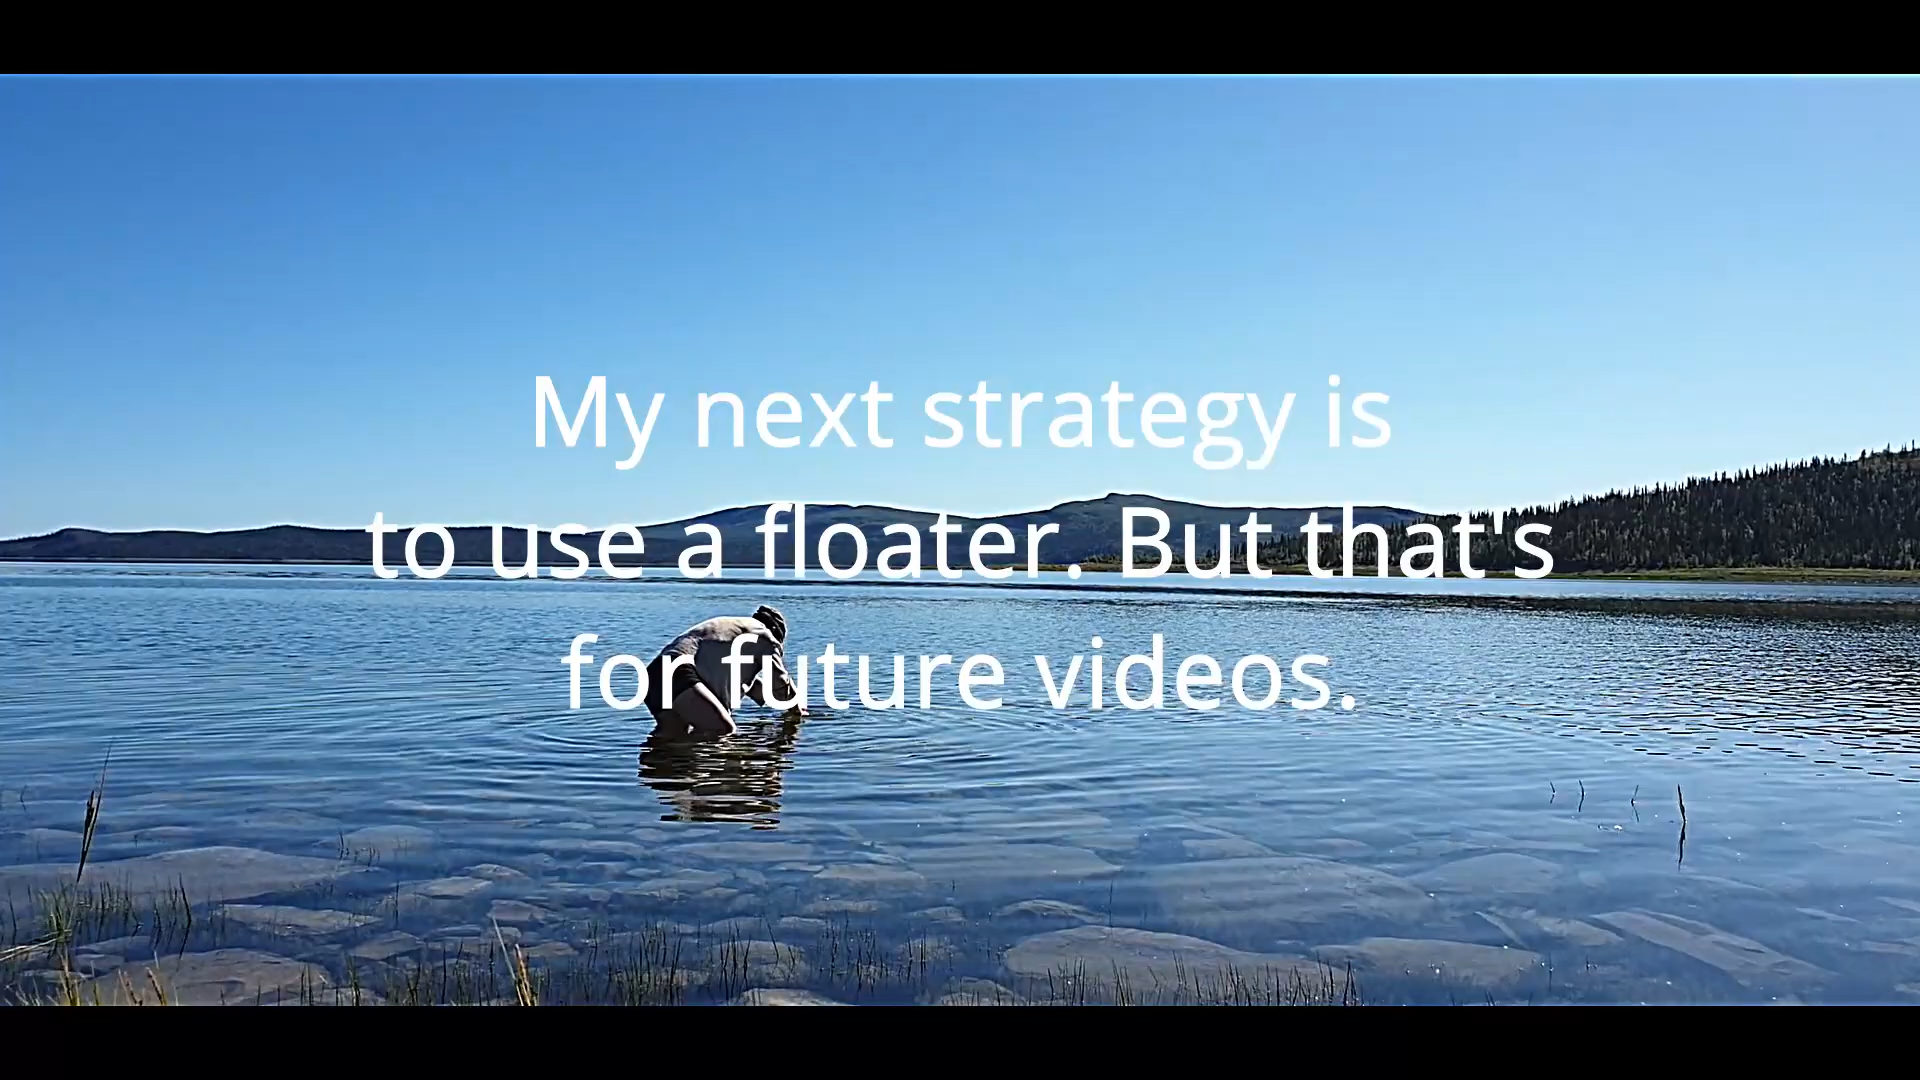 My next strategy is
to use a floater. But that's
for future videos.